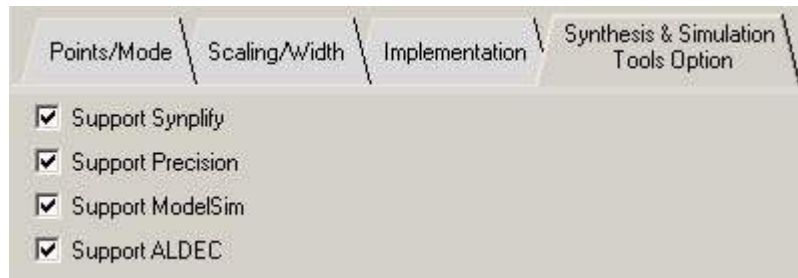 Points/Mode
Scaling/Width
Implementation
Synthesis & Simulation
Tools Option
Support Synplify
Support Precision
Support ModelSim
Support ALDEC